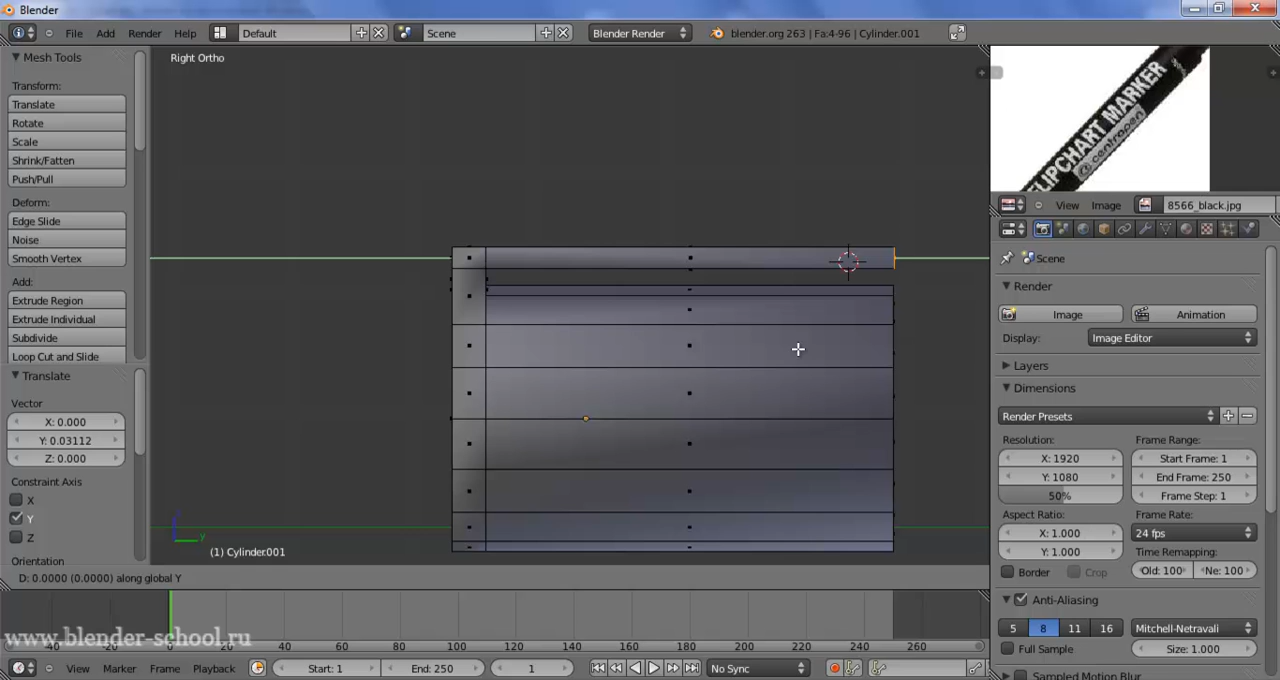 Blender
File Add Render Help Default Scene Blender Render blender.org 263 | Fa:4-96 | Cylinder.001
Mesh Tools
Transform:
Translate
Rotate
Scale
Shrink/Fatten
Push/Pull
Deform:
Edge Slide
Noise
Smooth Vertex
Add:
Extrude Region
Extrude Individual
Subdivide
Loop Cut and Slide
Translate
Vector
X: 0.000
Y: 0.03112
Z: 0.000
Constraint Axis
X
Y
Z
Orientation
Right Ortho
z
y
(1) Cylinder.001
D: 0.0000 (0.0000) along global Y
FLIPCHART MARKER
centropen
View Image 8566_black.jpg
Scene
Render
Image Animation
Display: Image Editor
Layers
Dimensions
Render Presets
Resolution: Frame Range:
X: 1920 Start Frame: 1
Y: 1080 End Frame: 250
50% Frame Step: 1
Aspect Ratio: Frame Rate:
X: 1.000 24 fps
Y: 1.000 Time Remapping:
Border Crop Old: 100 Ne: 100
Anti-Aliasing
5 8 11 16 Mitchell-Netravali
Full Sample Size: 1.000
Sampled Motion Blur
www.blender-school.ru
-40 -20 0 20 40 60 80 100 120 140 160 180 200 220 240 260
View Marker Frame Playback Start: 1 End: 250 1 No Sync